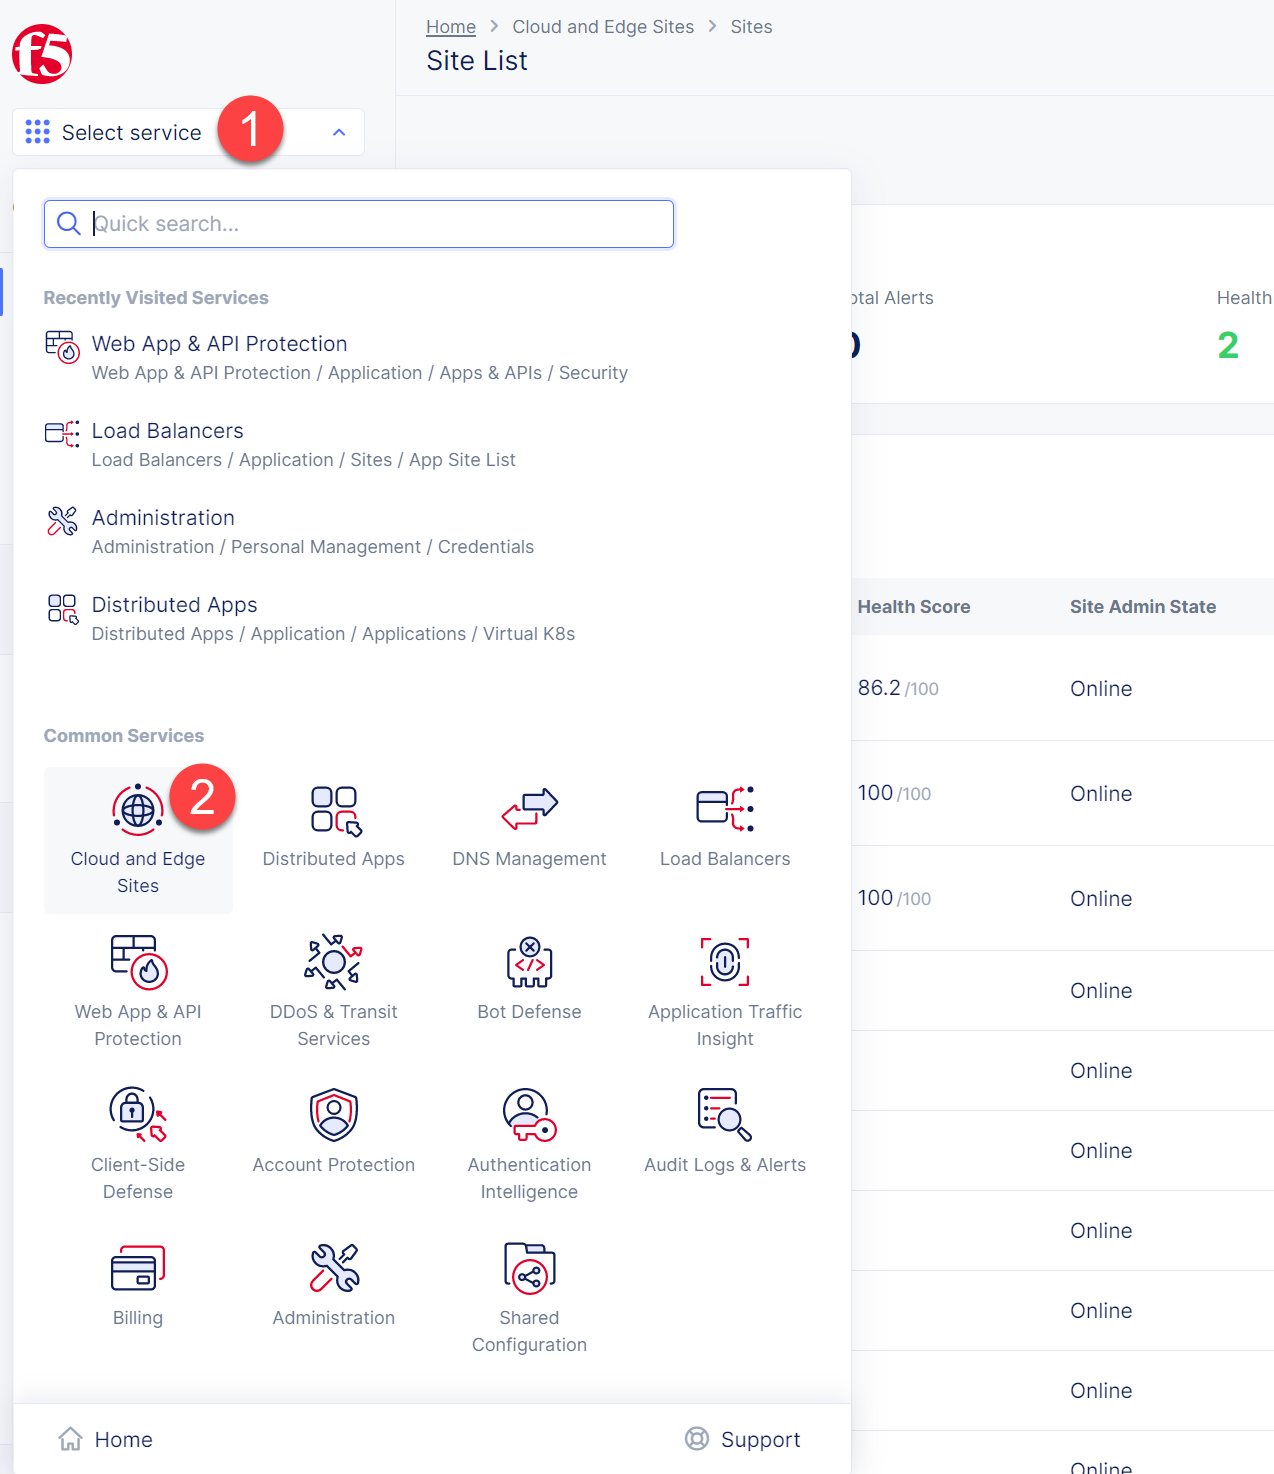 f5
Home > Cloud and Edge Sites > Sites
Site List
Select service
1
Quick search...
Recently Visited Services
Web App & API Protection
Web App & API Protection / Application / Apps & APIs / Security
Load Balancers
Load Balancers / Application / Sites / App Site List
Administration
Administration / Personal Management / Credentials
Distributed Apps
Distributed Apps / Application / Applications / Virtual K8s
Common Services
2
Cloud and Edge
Sites
Distributed Apps
DNS Management
Load Balancers
Web App & API
Protection
DDoS & Transit
Services
Bot Defense
Application Traffic
Insight
Client-Side
Defense
Account Protection
Authentication
Intelligence
Audit Logs & Alerts
Billing
Administration
Shared
Configuration
Home
Support
otal Alerts
0
Health
2
Health Score
Site Admin State
86.2 /100
Online
100 /100
Online
100 /100
Online
Online
Online
Online
Online
Online
Online
Online